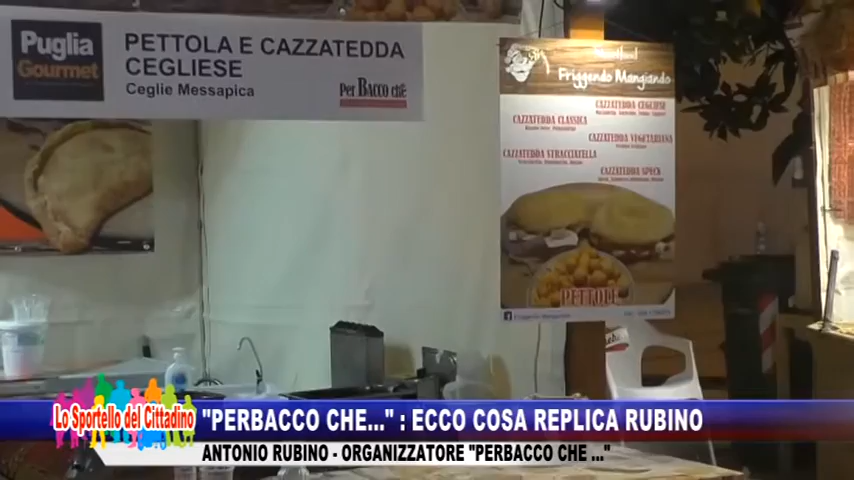 Puglia
Gourmet
PETTOLA E CAZZATEDDA
CEGLIESE
Ceglie Messapica
Per BACCO che
Friggendo Mangiando
CAZZATEDDA CEGLIESE
CAZZATEDDA CLASSICA
CAZZATEDDA VEGETARIANA
CAZZATEDDA STRACCIATELLA
CAZZATEDDA SPECK
PETTOLE
Friggendo Mangiando
Lo Sportello del Cittadino
"PERBACCO CHE..." : ECCO COSA REPLICA RUBINO
ANTONIO RUBINO - ORGANIZZATORE "PERBACCO CHE ..."